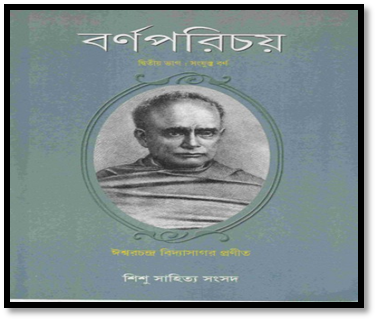 বর্ণপরিচয়
দ্বিতীয় ভাগ : সংযুক্ত বর্ণ
ঈশ্বরচন্দ্র বিদ্যাসাগর প্রণীত
শিশু সাহিত্য সংসদ